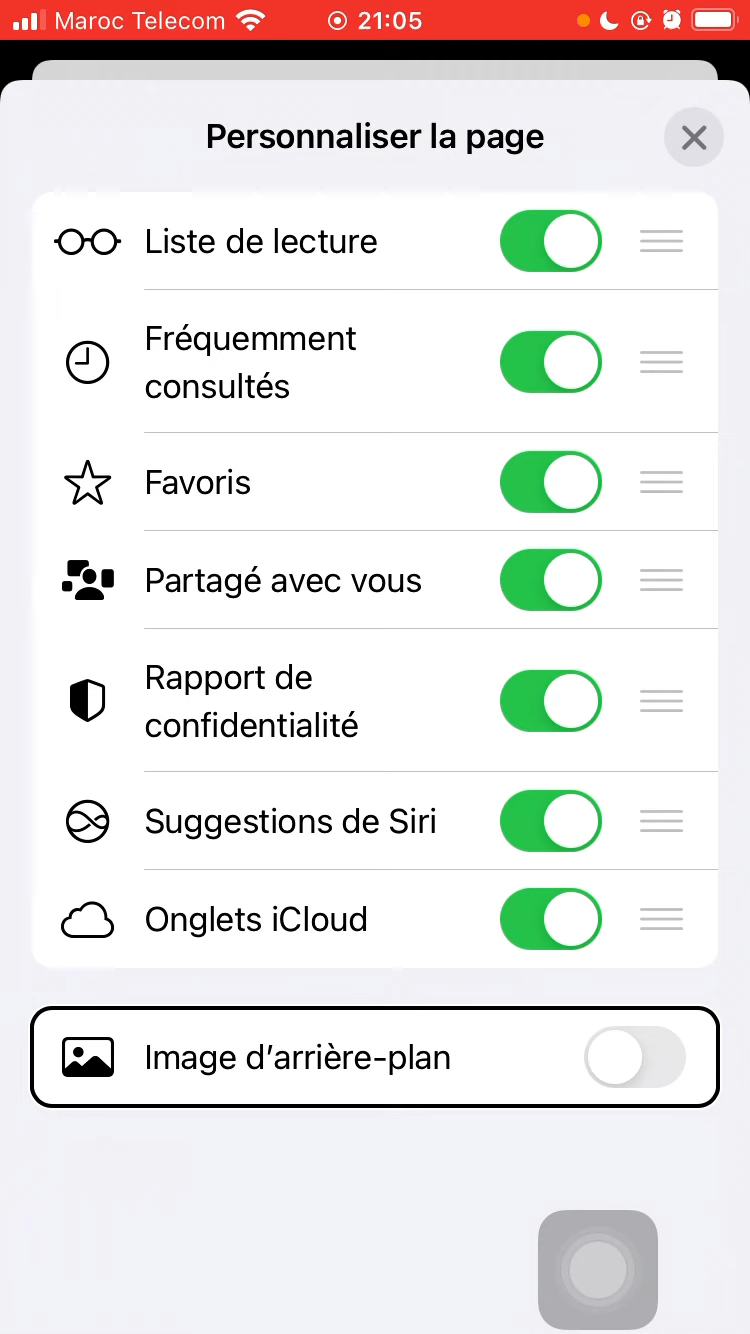 Maroc Telecom 21:05
Personnaliser la page
Liste de lecture
Fréquemment
consultés
Favoris
Partagé avec vous
Rapport de
confidentialité
Suggestions de Siri
Onglets iCloud
Image d’arrière-plan